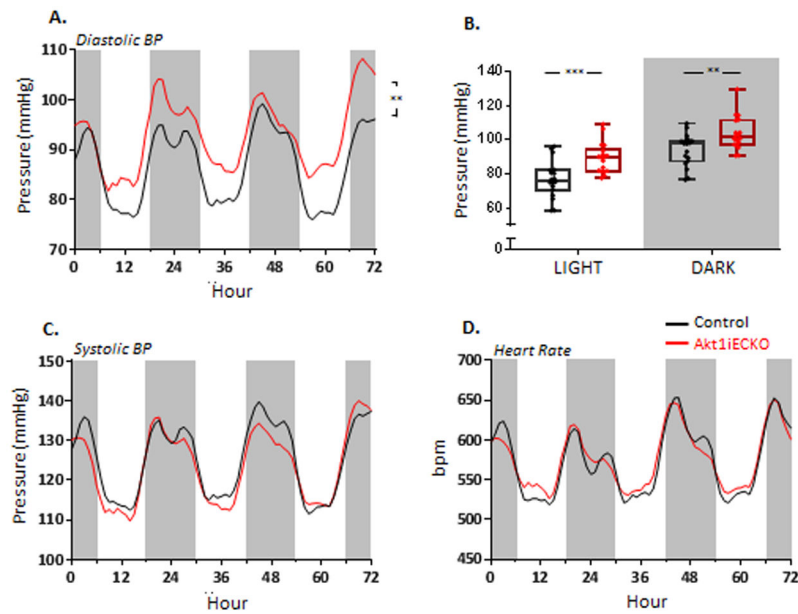 A.
Diastolic BP
Pressure (mmHg)
110
100
90
80
70
0 12 24 36 48 60 72
Hour
**
B.
Pressure (mmHg)
140
120
100
80
60
0
***
**
LIGHT DARK
C.
Systolic BP
Pressure (mmHg)
150
140
130
120
110
100
0 12 24 36 48 60 72
Hour
D.
Control
Akt1iECKO
Heart Rate
bpm
700
650
600
550
500
450
0 12 24 36 48 60 72
Hour